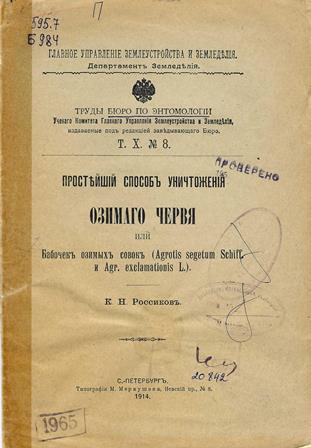 П
595.7
Б 984
ГЛАВНОЕ УПРАВЛЕНІЕ ЗЕМЛЕУСТРОЙСТВА И ЗЕМЛЕДѢЛІЯ.
Департаментъ Земледѣлія.
ТРУДЫ БЮРО ПО ЭНТОМОЛОГІИ
Ученаго Комитета Главнаго Управленія Землеустройства и Земледѣлія,
издаваемые подъ редакціей завѣдывающаго Бюро.
Т. X. № 8.
ПРОВЕРЕНО
ПРОСТѢЙШІЙ СПОСОБЪ УНИЧТОЖЕНІЯ
ОЗИМАГО ЧЕРВЯ
ИЛИ
Бабочекъ озимыхъ совокъ (Agrotis segetum Schiff.
и Agr. exclamationis L.).
К. Н. Россиковъ.
20242
С.-ПЕТЕРБУРГЪ.
Типографія М. Меркушева, Невскій пр., № 8.
1914.
1965